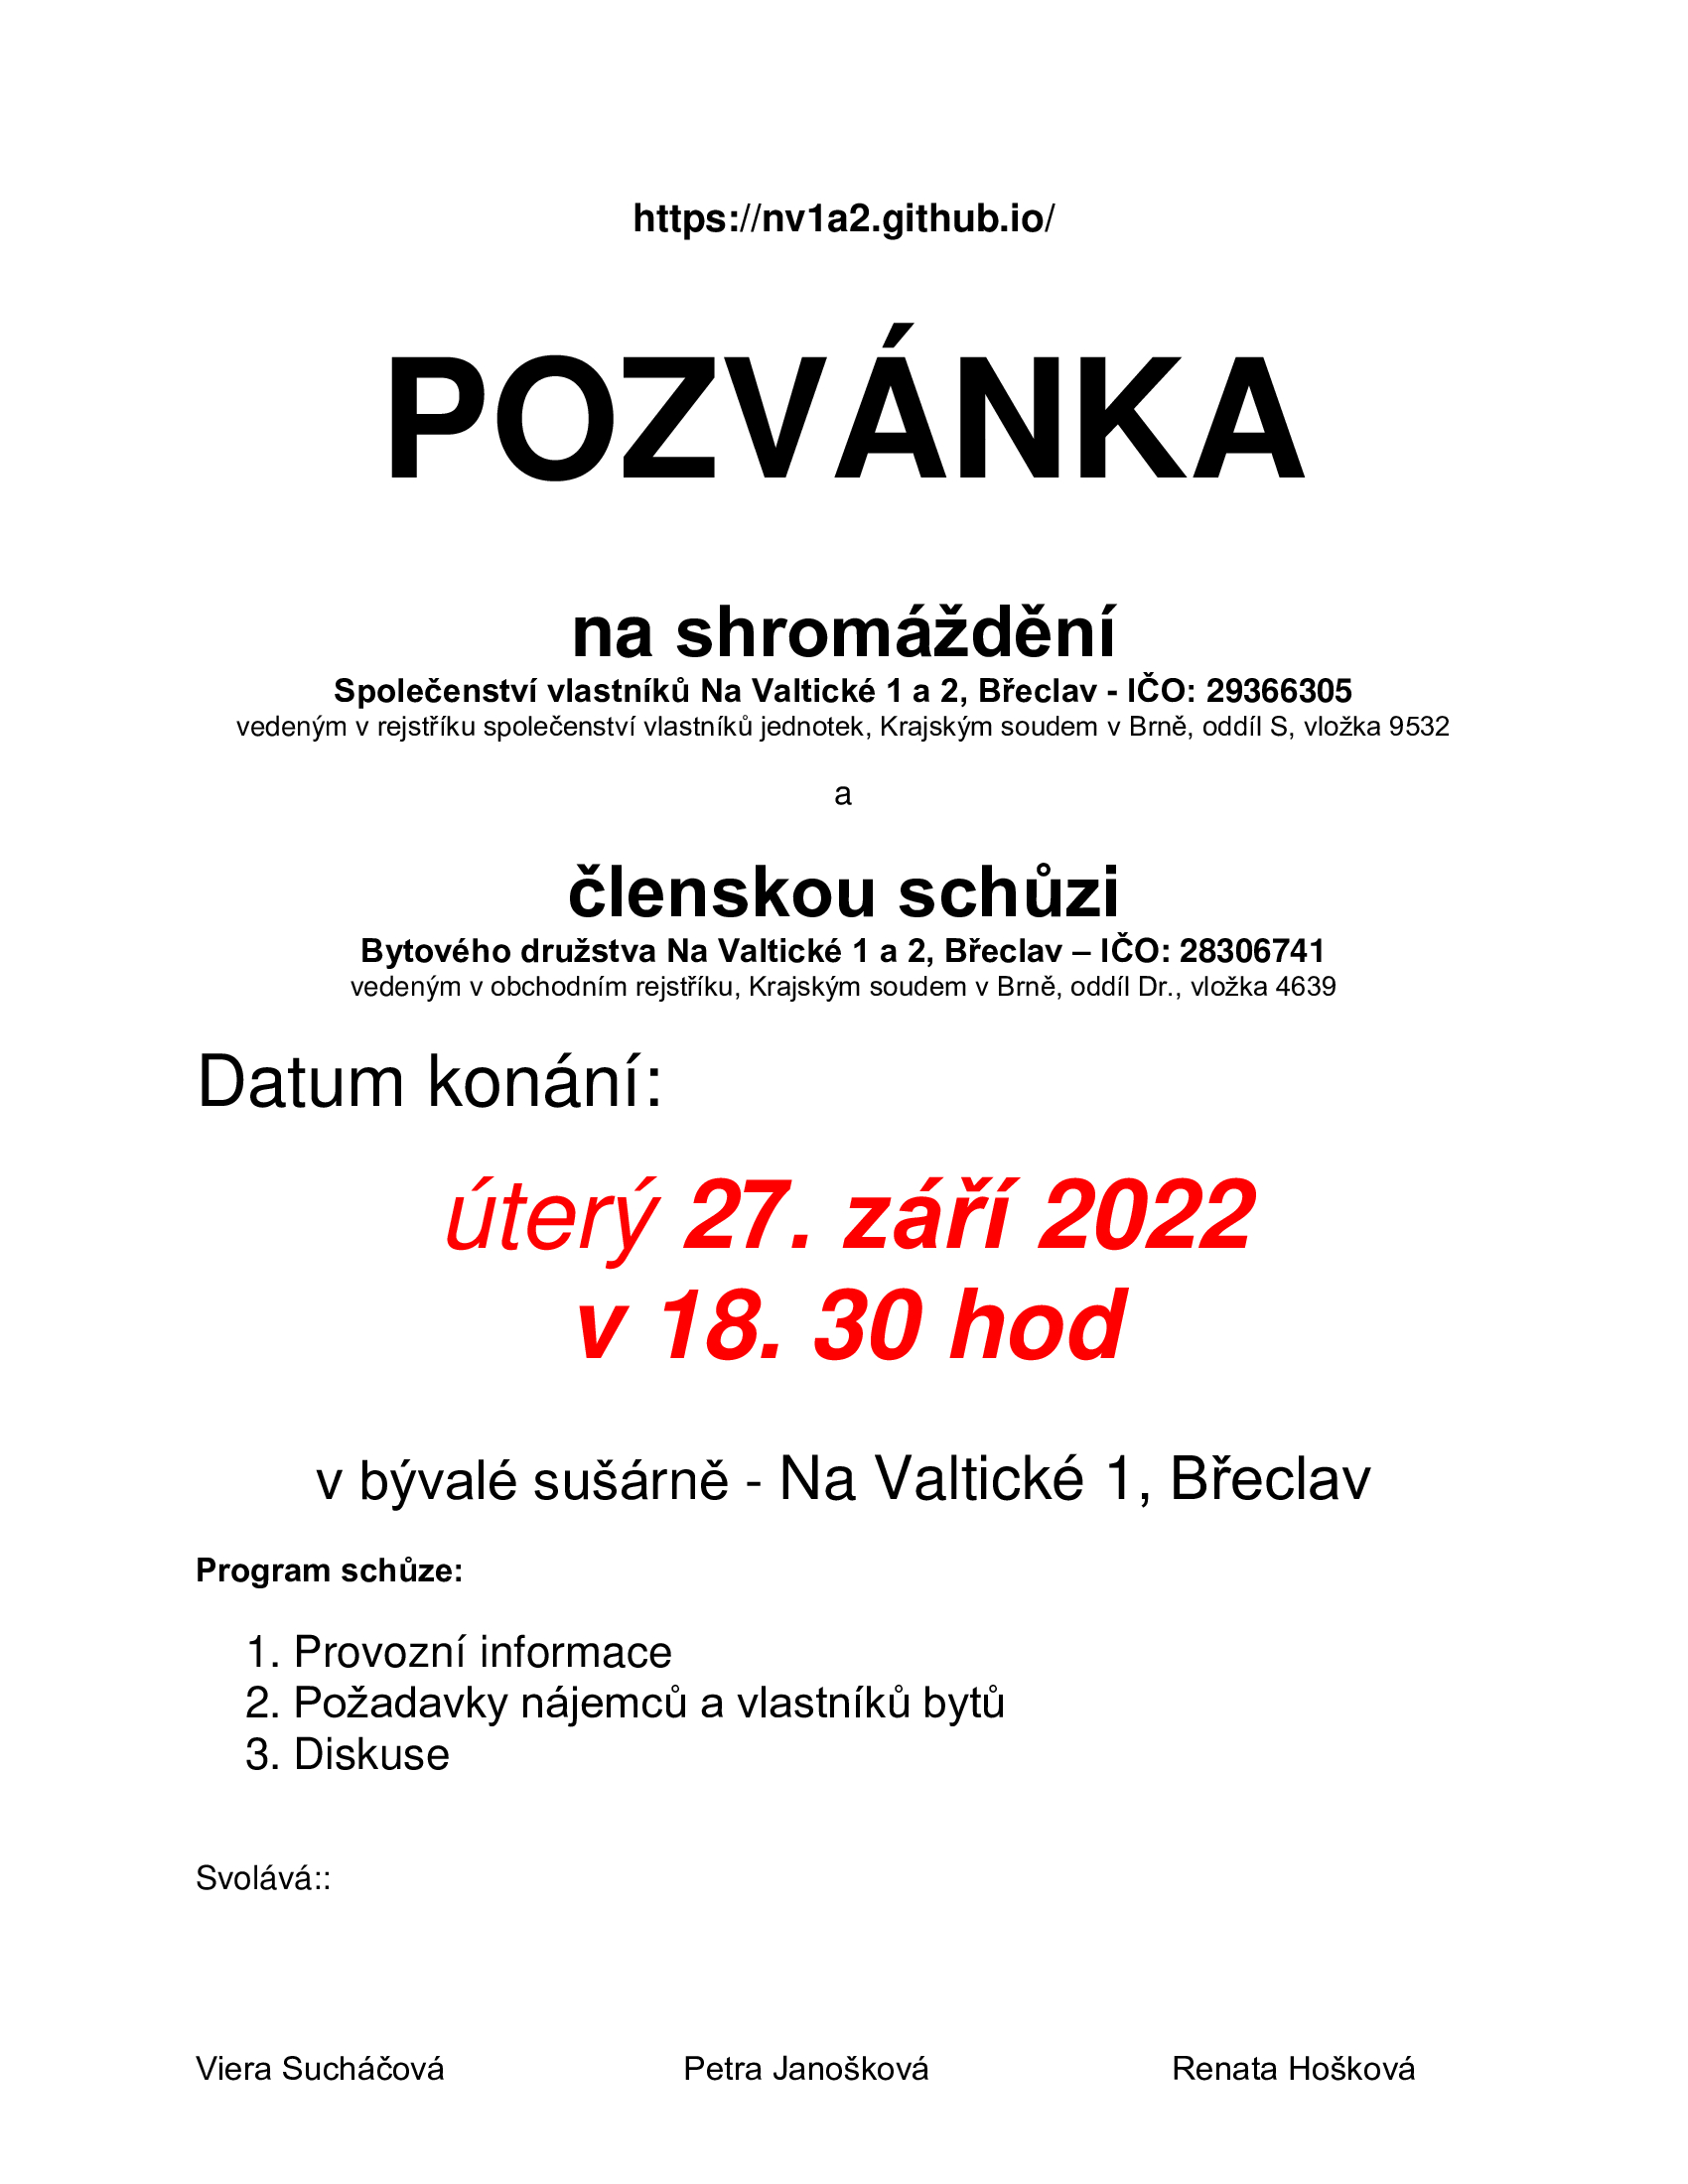 https://nv1a2.github.io/
POZVÁNKA
na shromáždění
Společenství vlastníků Na Valtické 1 a 2, Břeclav - IČO: 29366305
vedeným v rejstříku společenství vlastníků jednotek, Krajským soudem v Brně, oddíl S, vložka 9532
a
členskou schůzi
Bytového družstva Na Valtické 1 a 2, Břeclav – IČO: 28306741
vedeným v obchodním rejstříku, Krajským soudem v Brně, oddíl Dr., vložka 4639
Datum konání:
úterý 27. září 2022
v 18. 30 hod
v bývalé sušárně - Na Valtické 1, Břeclav
Program schůze:
1. Provozní informace
2. Požadavky nájemců a vlastníků bytů
3. Diskuse
Svolává::
Viera Sucháčová Petra Janošková Renata Hošková